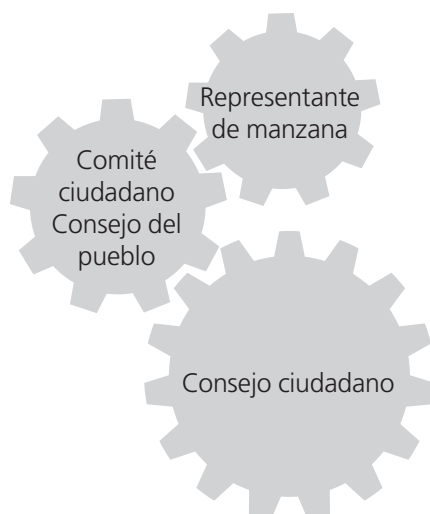 Representante
de manzana
Comité
ciudadano
Consejo del
pueblo
Consejo ciudadano